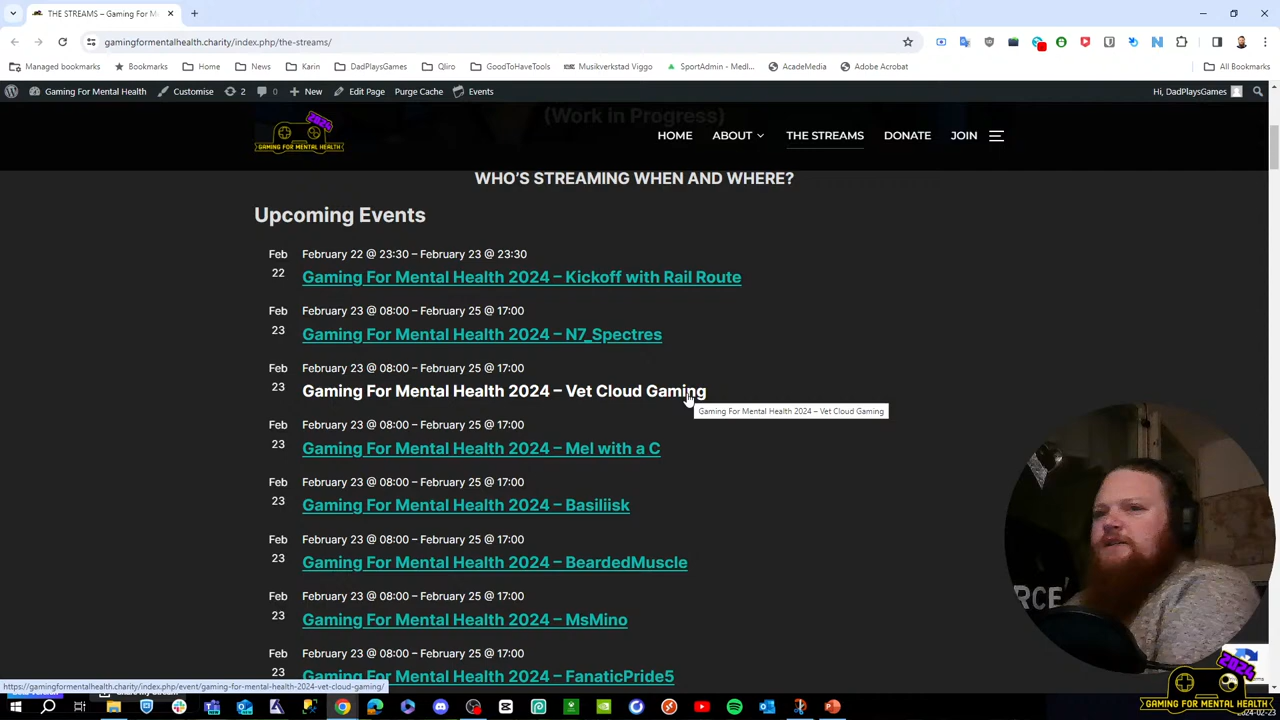 THE STREAMS – Gaming For M
gamingformentalhealth.charity/index.php/the-streams/
Managed bookmarks
Bookmarks
Home
News
Karin
DadPlaysGames
Qliro
GoodToHaveTools
Musikverkstad Viggo
SportAdmin - Medl...
AcadeMedia
Adobe Acrobat
All Bookmarks
Gaming For Mental Health
Customise
2
0
New
Edit Page
Purge Cache
Events
Hi, DadPlaysGames
(Work in Progress)
2024
GAMING FOR MENTAL HEALTH
HOME
ABOUT
THE STREAMS
DONATE
JOIN
WHO’S STREAMING WHEN AND WHERE?
Upcoming Events
Feb
22
February 22 @ 23:30 – February 23 @ 23:30
Gaming For Mental Health 2024 – Kickoff with Rail Route
Feb
23
February 23 @ 08:00 – February 25 @ 17:00
Gaming For Mental Health 2024 – N7_Spectres
Feb
23
February 23 @ 08:00 – February 25 @ 17:00
Gaming For Mental Health 2024 – Vet Cloud Gaming
Gaming For Mental Health 2024 – Vet Cloud Gaming
Feb
23
February 23 @ 08:00 – February 25 @ 17:00
Gaming For Mental Health 2024 – Mel with a C
Feb
23
February 23 @ 08:00 – February 25 @ 17:00
Gaming For Mental Health 2024 – Basiliisk
Feb
23
February 23 @ 08:00 – February 25 @ 17:00
Gaming For Mental Health 2024 – BeardedMuscle
Feb
23
February 23 @ 08:00 – February 25 @ 17:00
Gaming For Mental Health 2024 – MsMino
Feb
23
February 23 @ 08:00 – February 25 @ 17:00
Gaming For Mental Health 2024 – FanaticPride5
https://gamingformentalhealth.charity/index.php/event/gaming-for-mental-health-2024-vet-cloud-gaming/
RCE
2024
GAMING FOR MENTAL HEALTH
2024-02-23